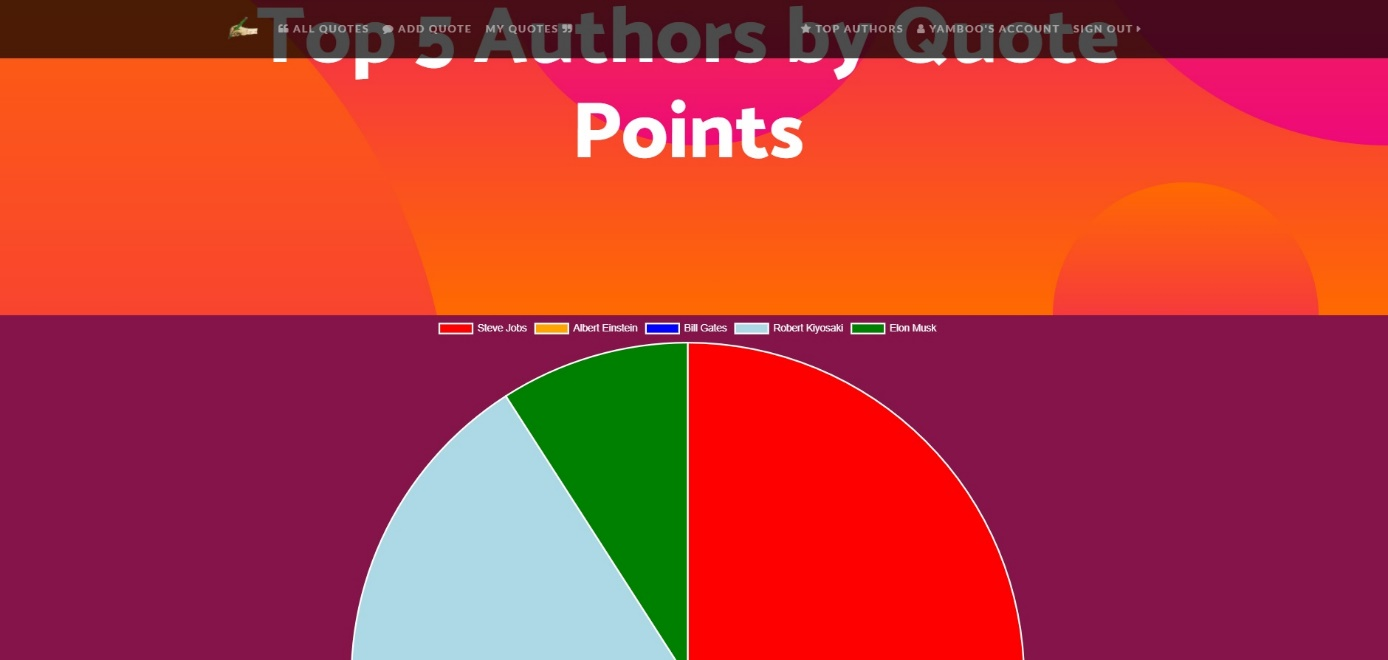 ALL QUOTES ADD QUOTE MY QUOTES TOP AUTHORS YAMBOO'S ACCOUNT SIGN OUT
Top 5 Authors by Quote
Points
Steve Jobs Albert Einstein Bill Gates Robert Kiyosaki Elon Musk